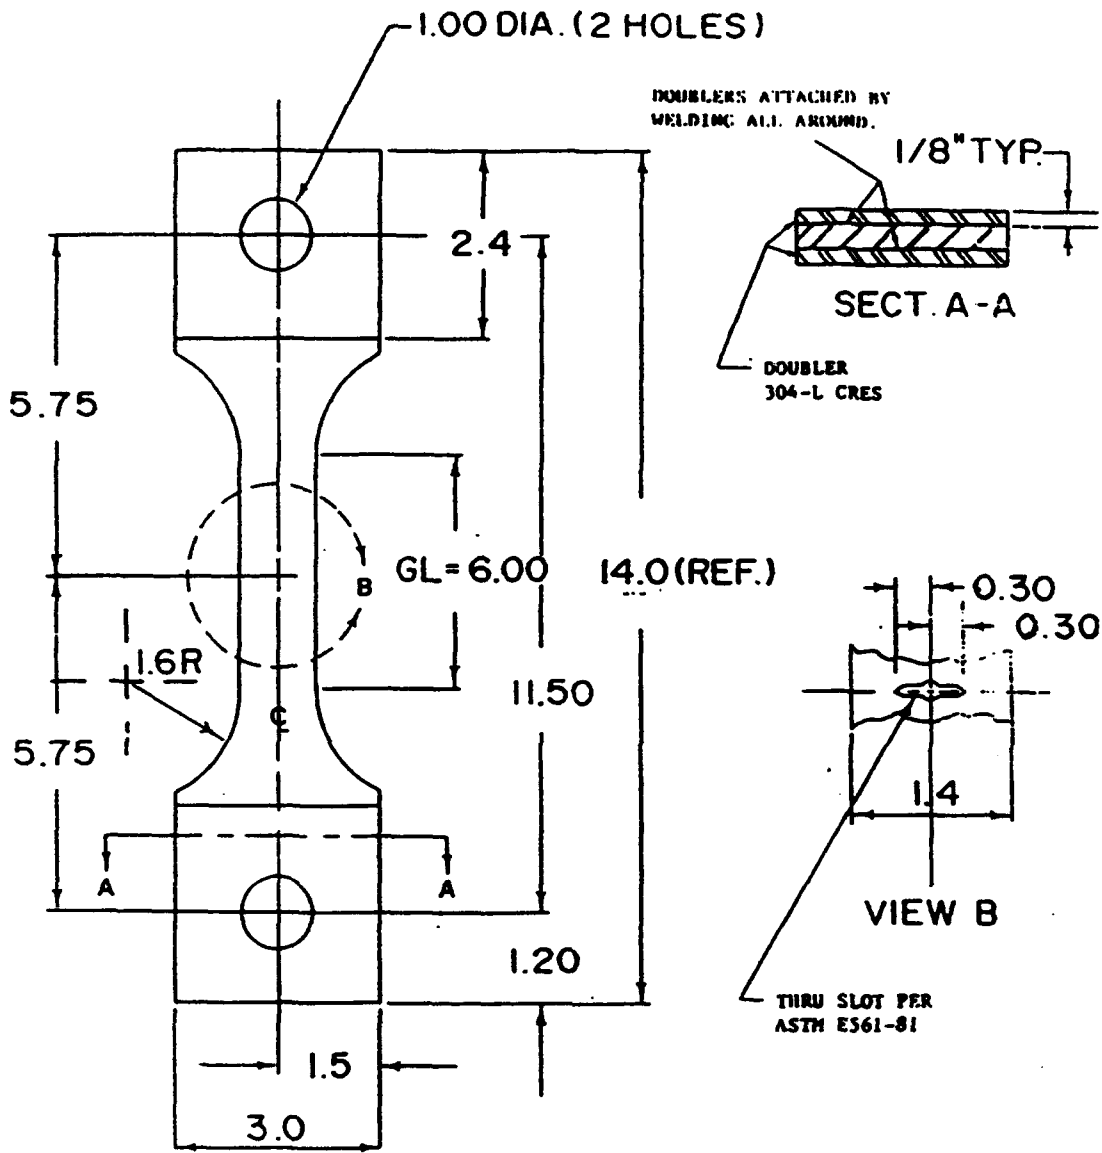 1.00 DIA. (2 HOLES)
DOUBLERS ATTACHED BY
WELDING ALL AROUND.
1/8" TYP.
2.4
SECT. A-A
DOUBLER
304-L CRES
5.75
GL=6.00
14.0 (REF.)
B
0.30
0.30
1.6R
11.50
℄
5.75
1.4
A
A
VIEW B
1.20
THRU SLOT PER
ASTM E561-81
1.5
3.0